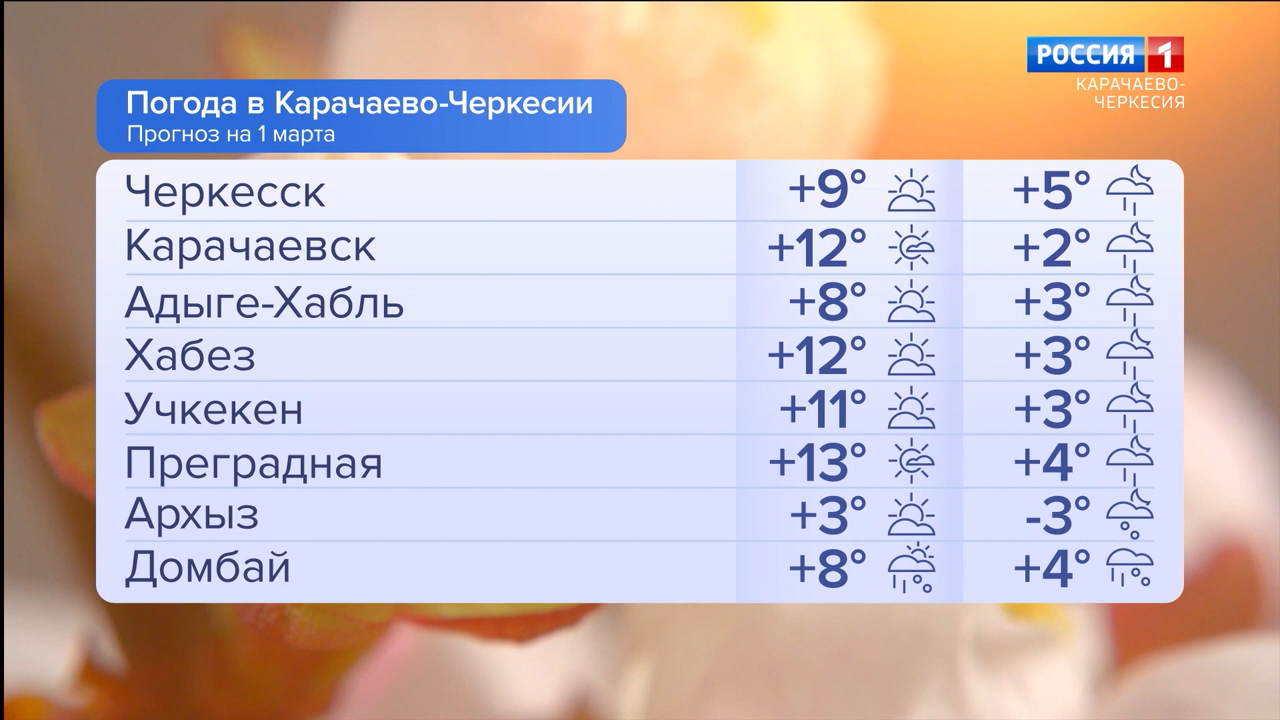 РОССИЯ 1
КАРАЧАЕВО-
ЧЕРКЕСИЯ
Погода в Карачаево-Черкесии
Прогноз на 1 марта
Черкесск +9° +5°
Карачаевск +12° +2°
Адыге-Хабль +8° +3°
Хабез +12° +3°
Учкекен +11° +3°
Преградная +13° +4°
Архыз +3° -3°
Домбай +8° +4°